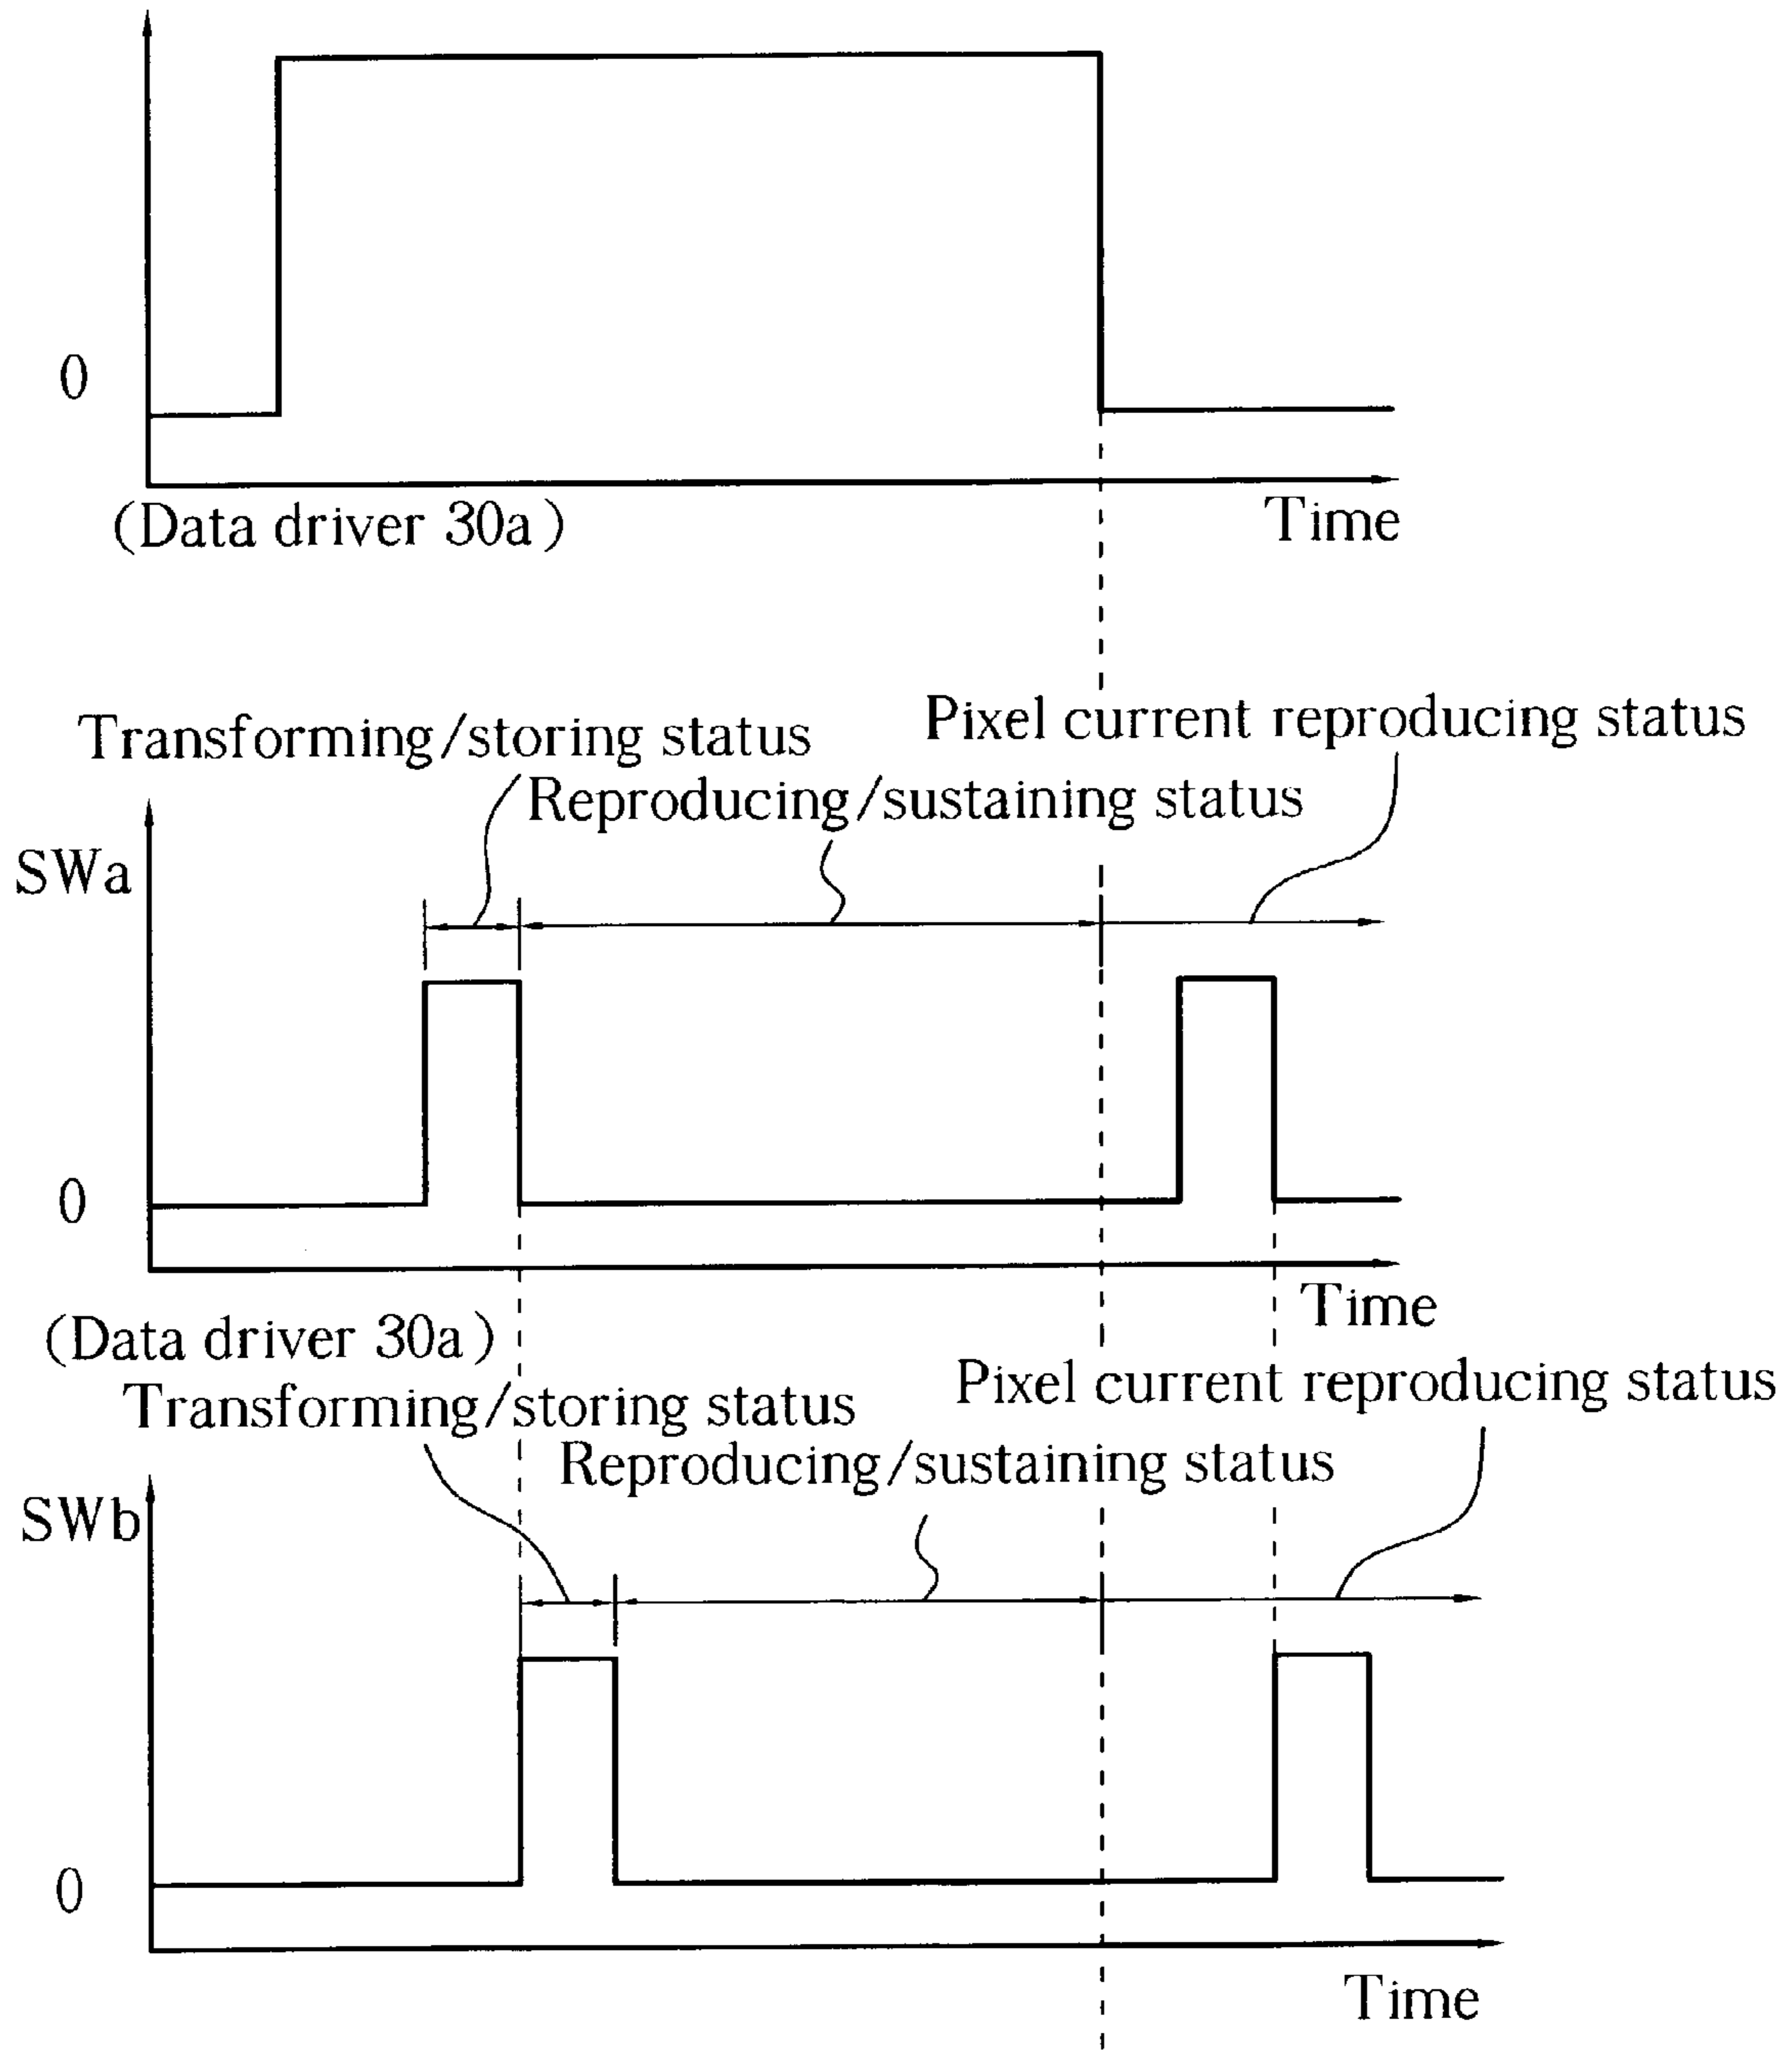 0
(Data driver 30a)
Time
Pixel current reproducing status
Transforming/storing status
Reproducing/sustaining status
SWa
0
Time
(Data driver 30a)
Pixel current reproducing status
Transforming/storing status
Reproducing/sustaining status
SWb
0
Time